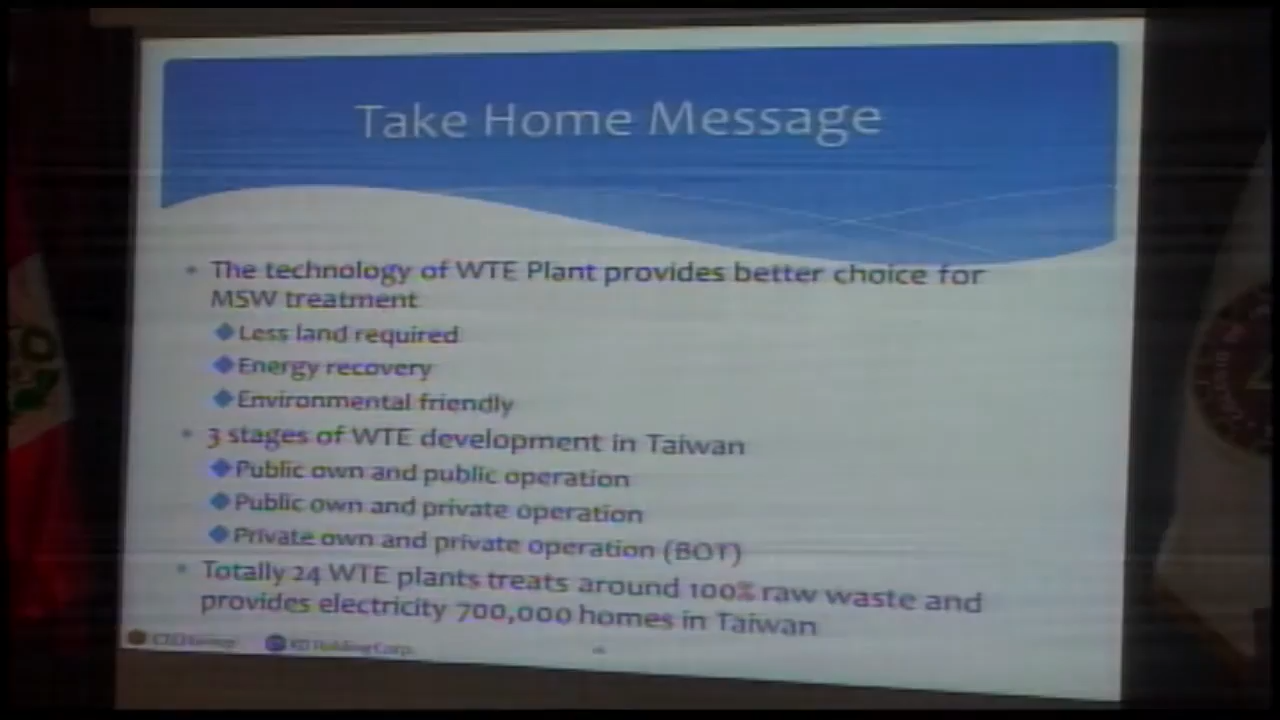 Take Home Message
• The technology of WTE Plant provides better choice for
MSW treatment
◆Less land required
◆Energy recovery
◆Environmental friendly
• 3 stages of WTE development in Taiwan
◆Public own and public operation
◆Public own and private operation
◆Private own and private operation (BOT)
• Totally 24 WTE plants treats around 100% raw waste and
provides electricity 700,000 homes in Taiwan
Holding Corp.